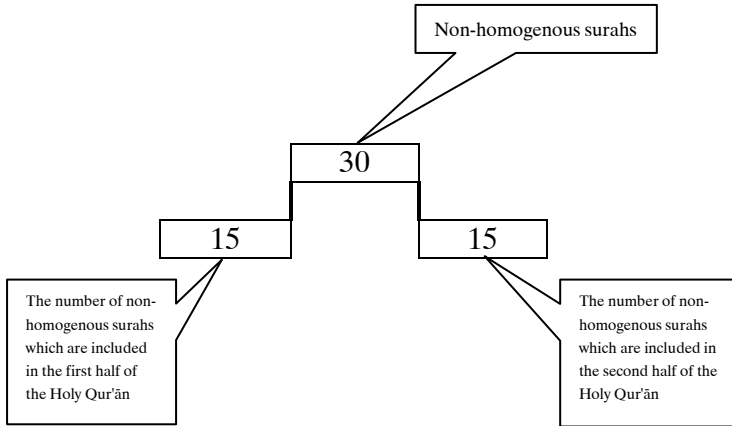 Non-homogenous surahs
30
15
15
The number of non-
homogenous surahs
which are included
in the first half of
the Holy Qur'ān
The number of non-
homogenous surahs
which are included in
the second half of the
Holy Qur'ān